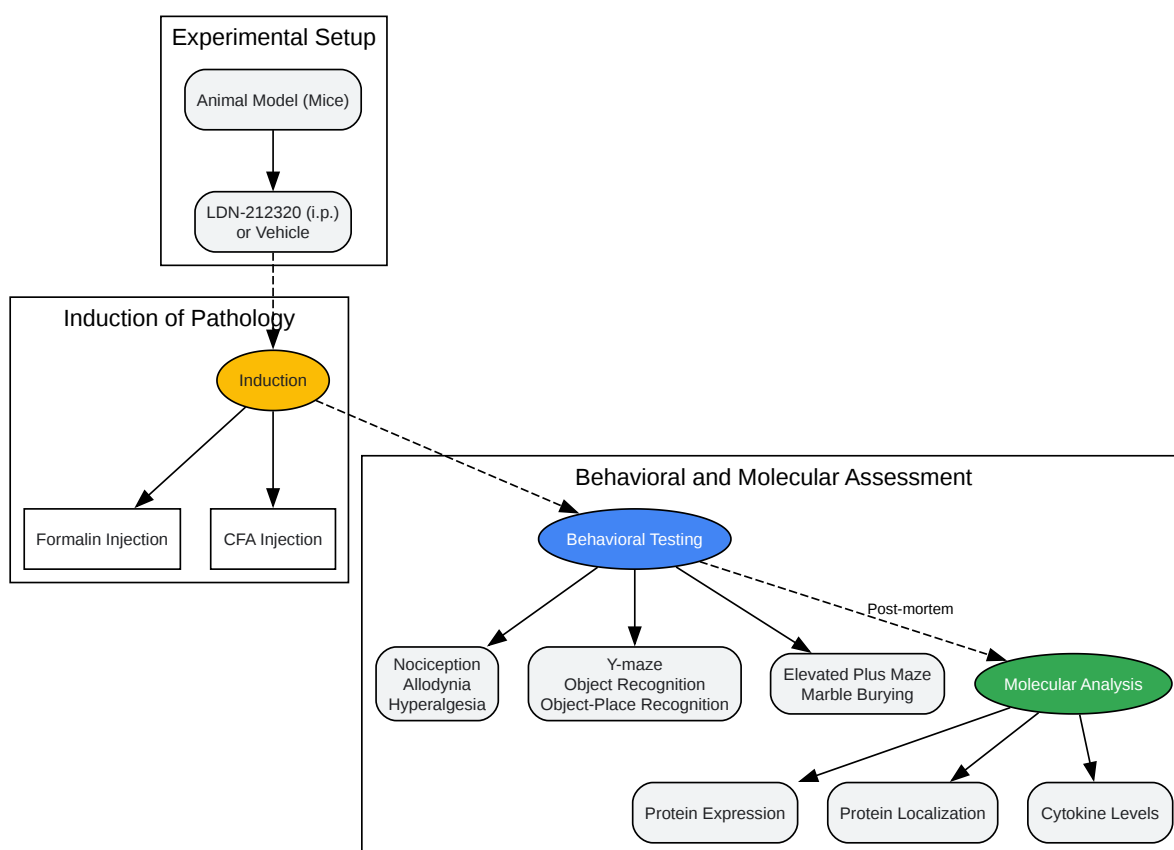 Experimental Setup
Animal Model (Mice)
LDN-212320 (i.p.)
or Vehicle
Induction of Pathology
Induction
Formalin Injection
CFA Injection
Behavioral and Molecular Assessment
Behavioral Testing
Post-mortem
Nociception
Allodynia
Hyperalgesia
Y-maze
Object Recognition
Object-Place Recognition
Elevated Plus Maze
Marble Burying
Molecular Analysis
Protein Expression
Protein Localization
Cytokine Levels